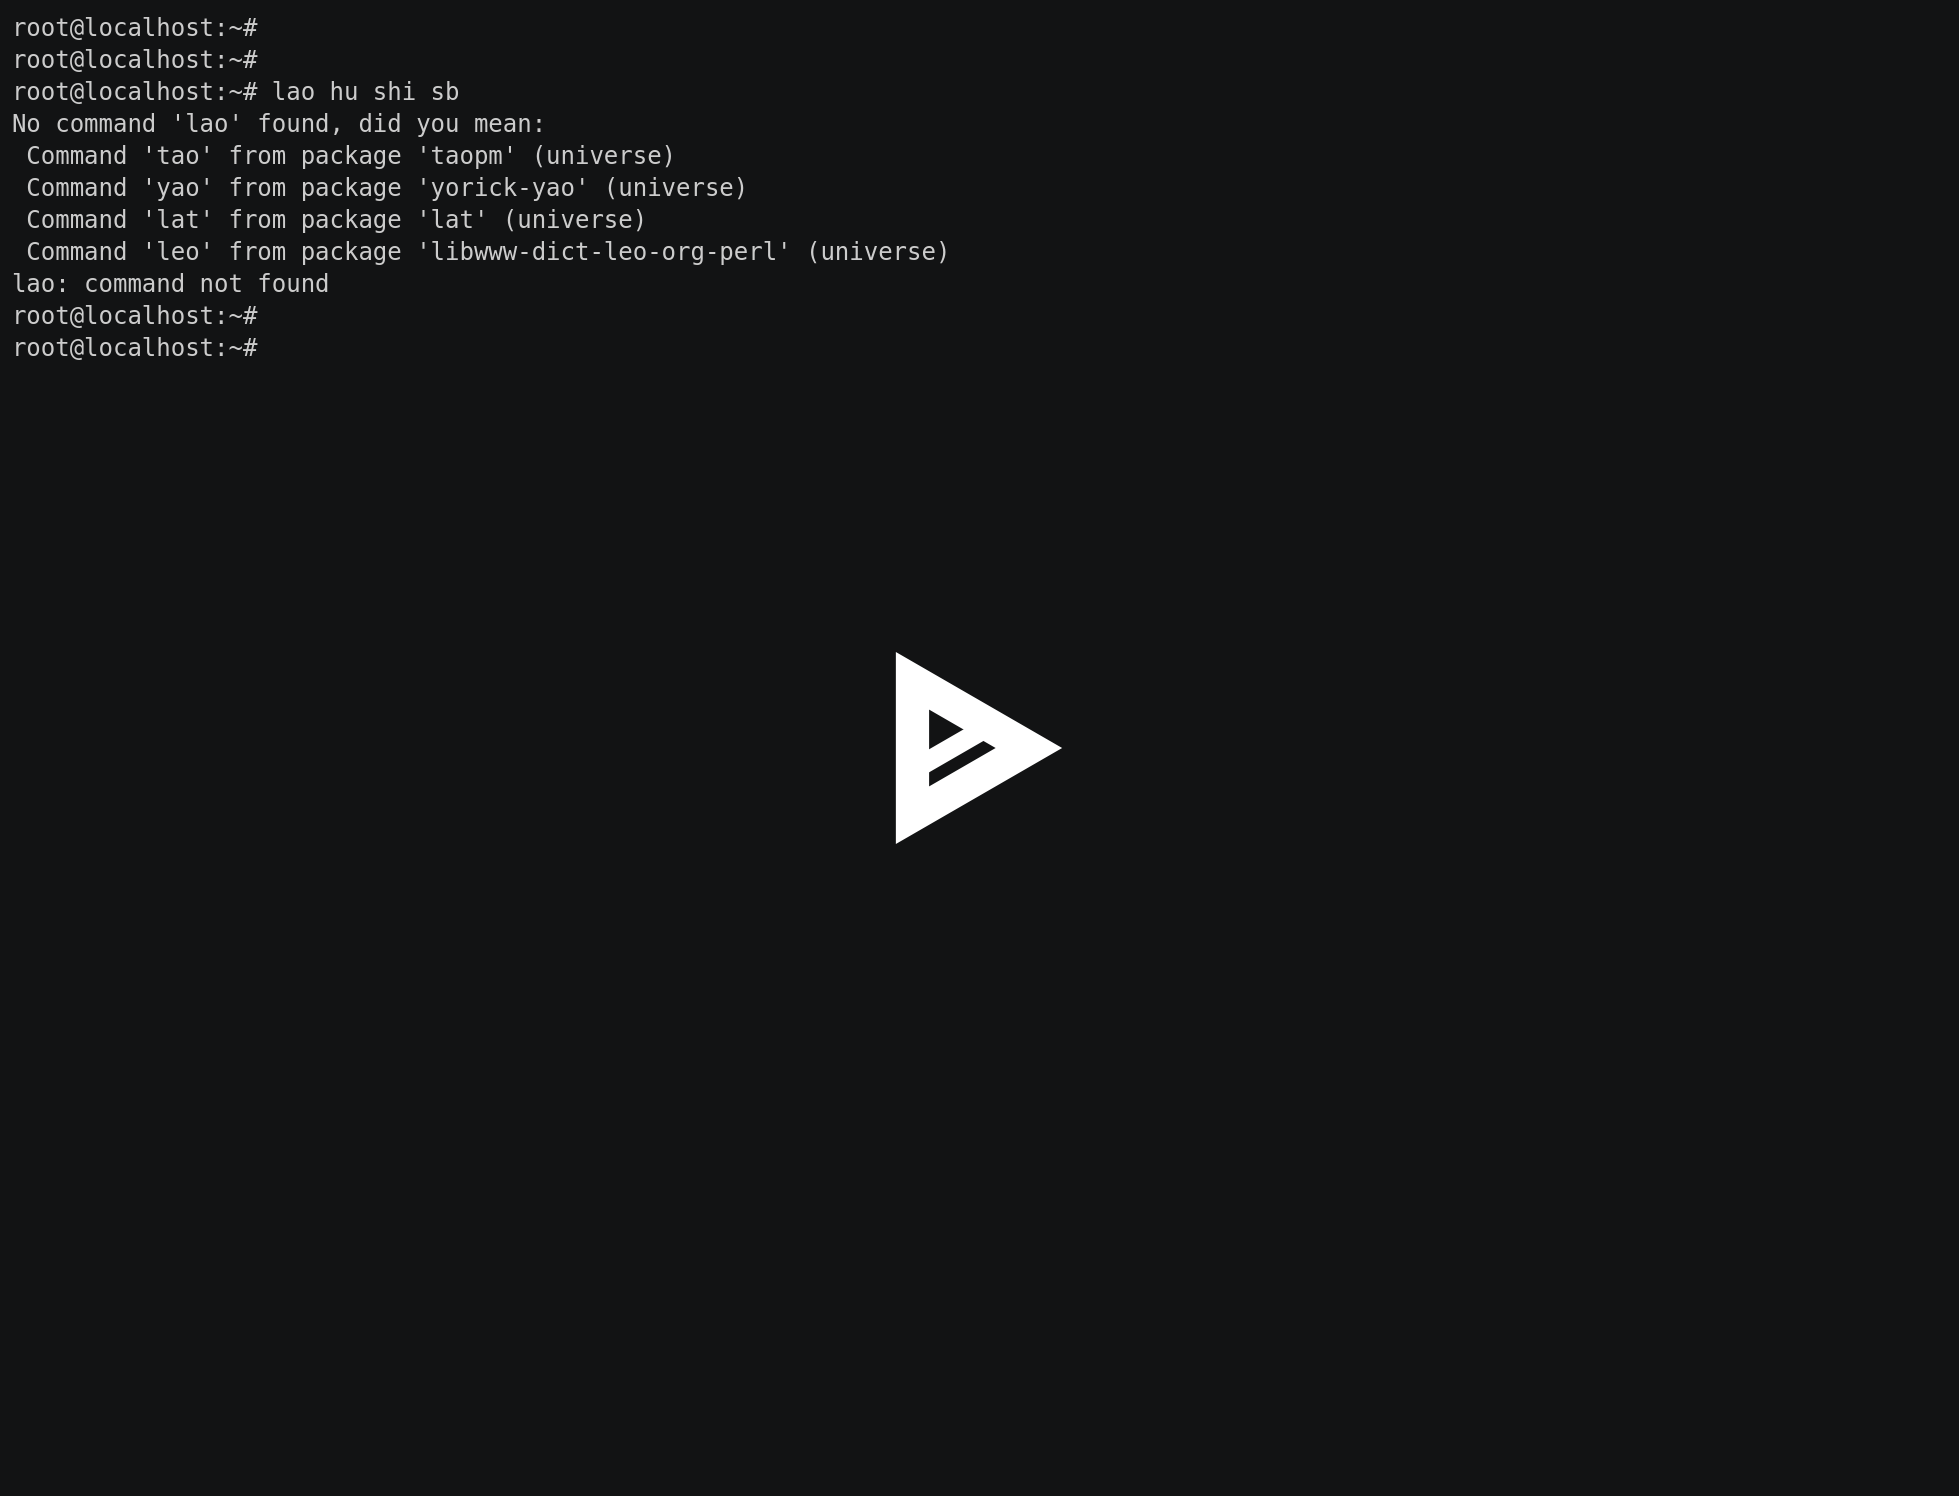 root@localhost:~#
root@localhost:~#
root@localhost:~# lao hu shi sb
No command 'lao' found, did you mean:
 Command 'tao' from package 'taopm' (universe)
 Command 'yao' from package 'yorick-yao' (universe)
 Command 'lat' from package 'lat' (universe)
 Command 'leo' from package 'libwww-dict-leo-org-perl' (universe)
lao: command not found
root@localhost:~#
root@localhost:~#